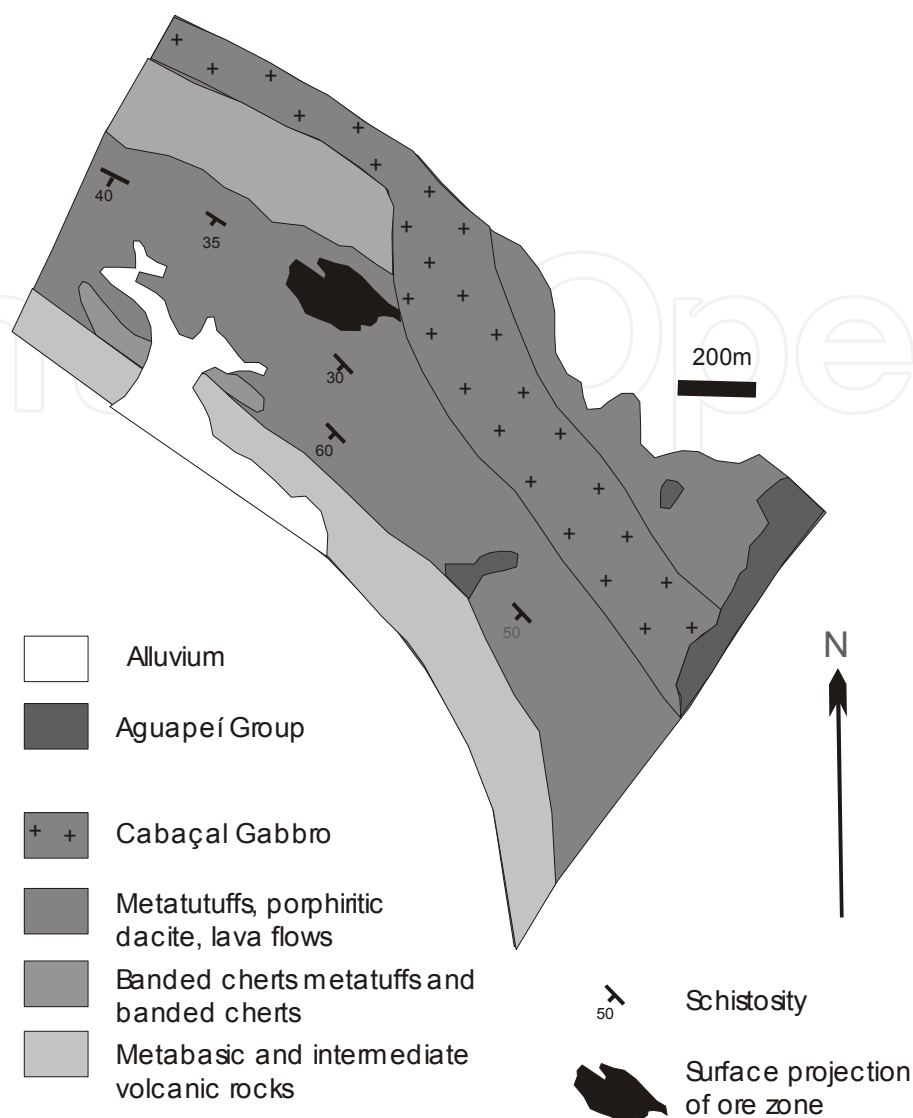 40
35
200m
30
60
50
N
Alluvium
Aguapeí Group
Cabaçal Gabbro
Metatutuffs, porphiritic
dacite, lava flows
Banded cherts metatuffs and
banded cherts
Metabasic and intermediate
volcanic rocks
50
Schistosity
Surface projection
of ore zone